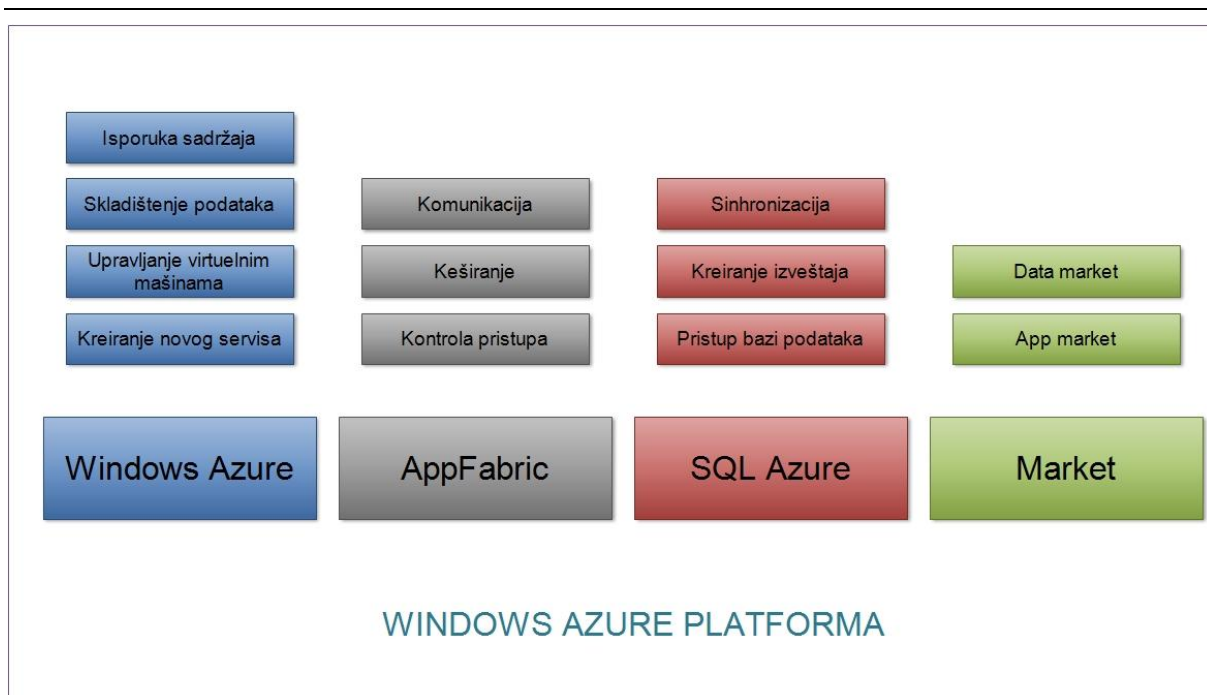 Isporuka sadržaja
Skladištenje podataka
Komunikacija
Sinhronizacija
Upravljanje virtuelnim
mašinama
Keširanje
Kreiranje izveštaja
Data market
Kreiranje novog servisa
Kontrola pristupa
Pristup bazi podataka
App market
Windows Azure
AppFabric
SQL Azure
Market
WINDOWS AZURE PLATFORMA